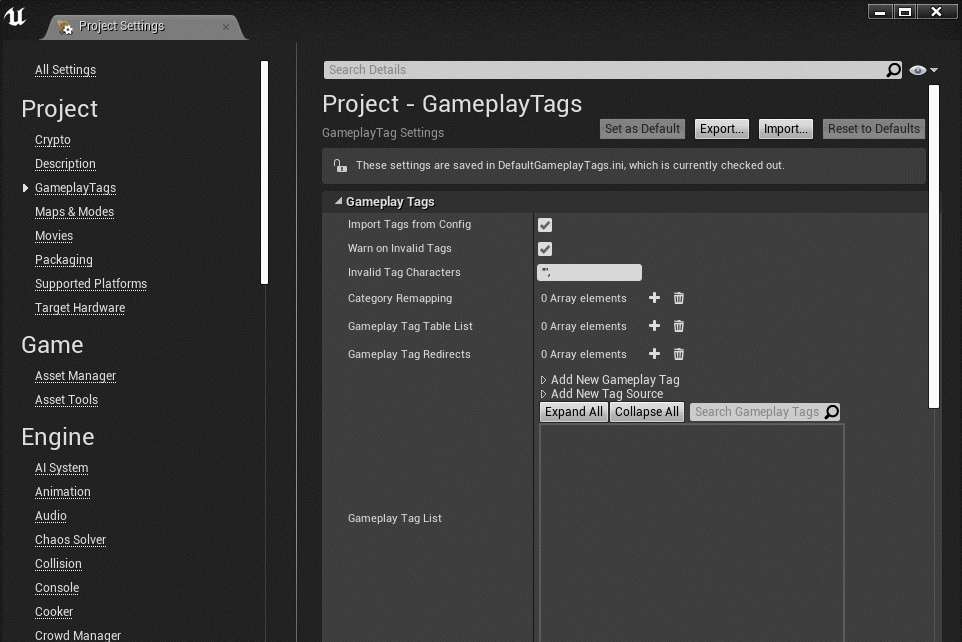 Project Settings
All Settings
Project
Crypto
Description
GameplayTags
Maps & Modes
Movies
Packaging
Supported Platforms
Target Hardware
Game
Asset Manager
Asset Tools
Engine
AI System
Animation
Audio
Chaos Solver
Collision
Console
Cooker
Crowd Manager
Search Details
Project - GameplayTags
GameplayTag Settings
Set as Default Export... Import... Reset to Defaults
These settings are saved in DefaultGameplayTags.ini, which is currently checked out.
Gameplay Tags
Import Tags from Config
Warn on Invalid Tags
Invalid Tag Characters "',
Category Remapping 0 Array elements
Gameplay Tag Table List 0 Array elements
Gameplay Tag Redirects 0 Array elements
Add New Gameplay Tag
Add New Tag Source
Expand All Collapse All Search Gameplay Tags
Gameplay Tag List